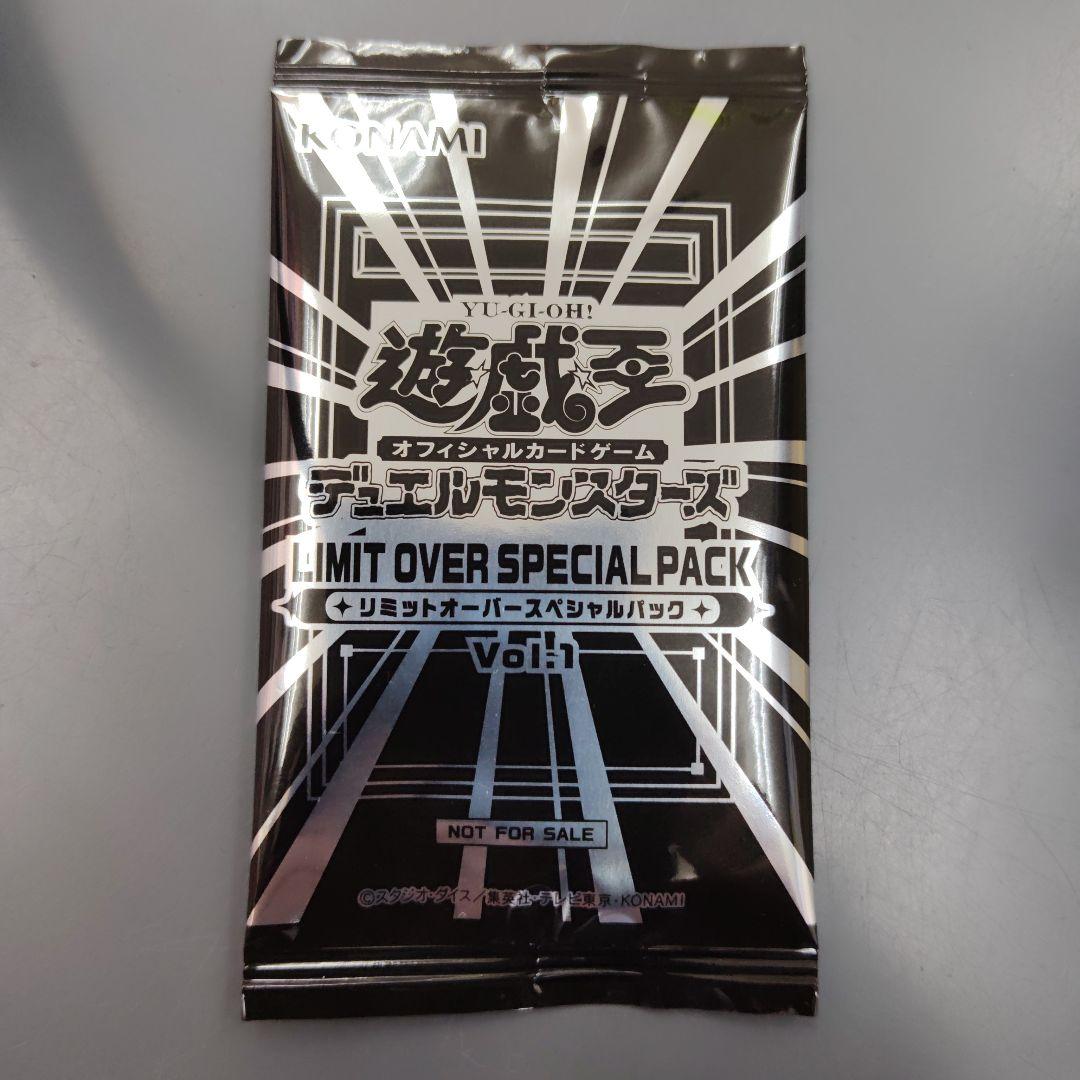 KONAMI
YU-GI-OH!
遊戯王
オフィシャルカードゲーム
デュエルモンスターズ
LIMIT OVER SPECIAL PACK
リミットオーバースペシャルパック
Vol.1
NOT FOR SALE
©スタジオ・ダイス/集英社・テレビ東京・KONAMI